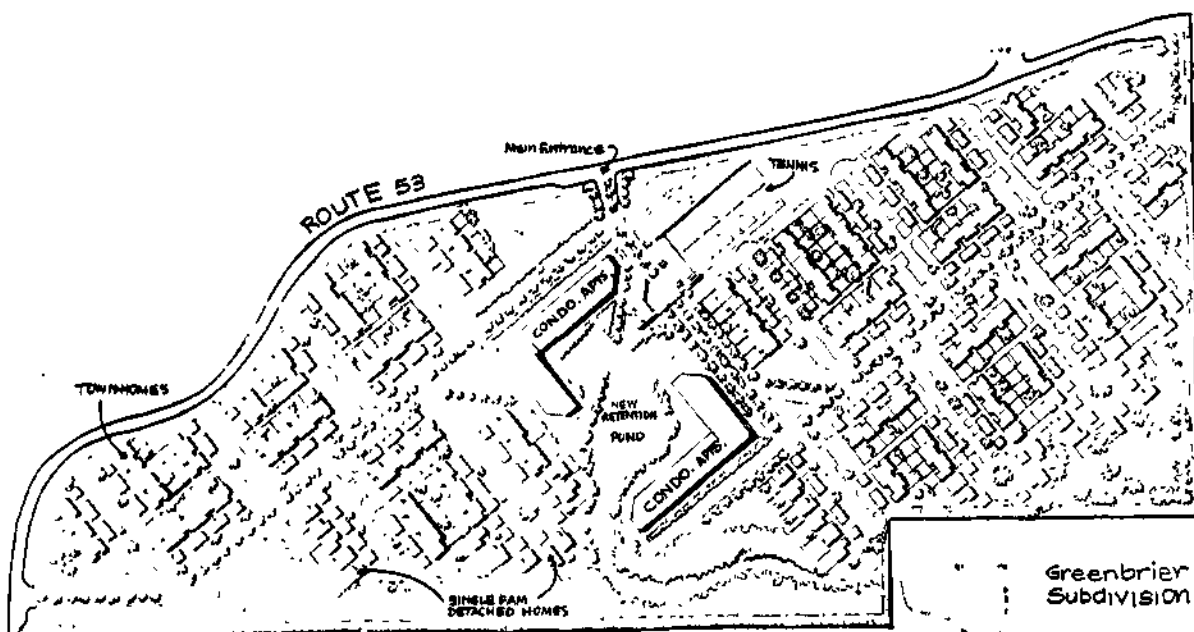 Main Entrance
TENNIS
ROUTE 53
CONDO. APTS
TOWNHOMES
NEW
RETENTION
POND
CONDO. APTS
SINGLE FAM
DETACHED HOMES
Greenbrier
Subdivision